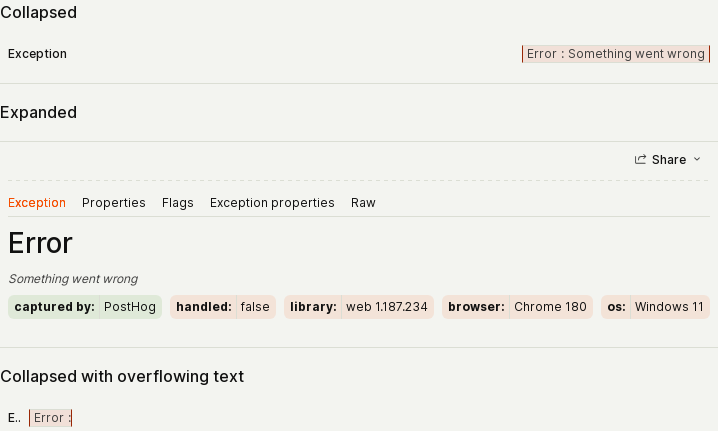 Collapsed
Exception Error : Something went wrong
Expanded
Share
Exception Properties Flags Exception properties Raw
Error
Something went wrong
captured by: PostHog handled: false library: web 1.187.234 browser: Chrome 180 os: Windows 11
Collapsed with overflowing text
E.. Error :